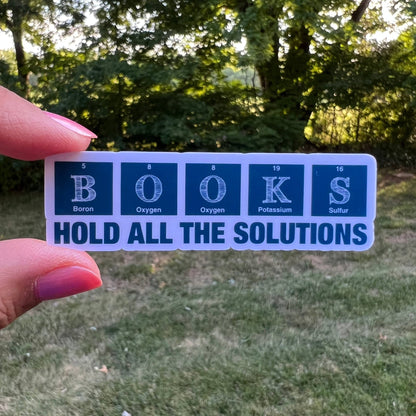 5 8 8 19 16
B O O K S
Boron Oxygen Oxygen Potassium Sulfur
HOLD ALL THE SOLUTIONS